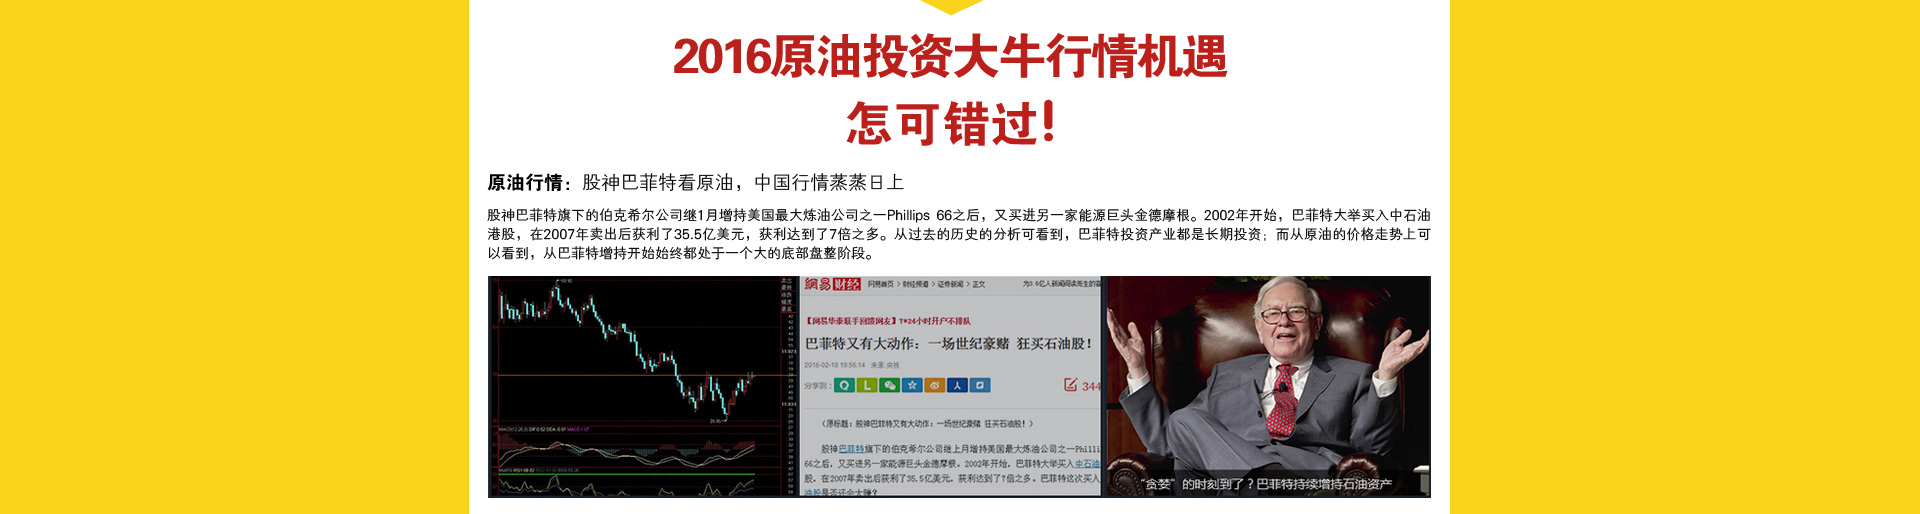 2016原油投资大牛行情机遇
怎可错过!
原油行情：股神巴菲特看原油，中国行情蒸蒸日上
股神巴菲特旗下的伯克希尔公司继1月增持美国最大炼油公司之一Phillips 66之后，又买进另一家能源巨头金德摩根。2002年开始，巴菲特大举买入中石油
港股，在2007年卖出后获利了35.5亿美元，获利达到了7倍之多。从过去的历史的分析可看到，巴菲特投资产业都是长期投资；而从原油的价格走势上可
以看到，从巴菲特增持开始始终都处于一个大的底部盘整阶段。
網易 财经 网易首页 > 财经频道 > 证券新闻 > 正文
【网易华泰联手回馈网友】7*24小时开户不排队
巴菲特又有大动作：一场世纪豪赌 狂买石油股！
2016-02-18 19:56:14 来源:央视
分享到：
344
（原标题：股神巴菲特又有大动作：一场世纪豪赌 狂买石油股！）
股神巴菲特旗下的伯克希尔公司继上月增持美国最大炼油公司之一Philli
66之后，又买进另一家能源巨头金德摩根。2002年开始，巴菲特大举买入中石油
股，在2007年卖出后获利了35.5亿美元，获利达到了7倍之多。巴菲特这次买入
油股是否还会大赚？
“贪婪”的时刻到了？巴菲特持续增持石油资产